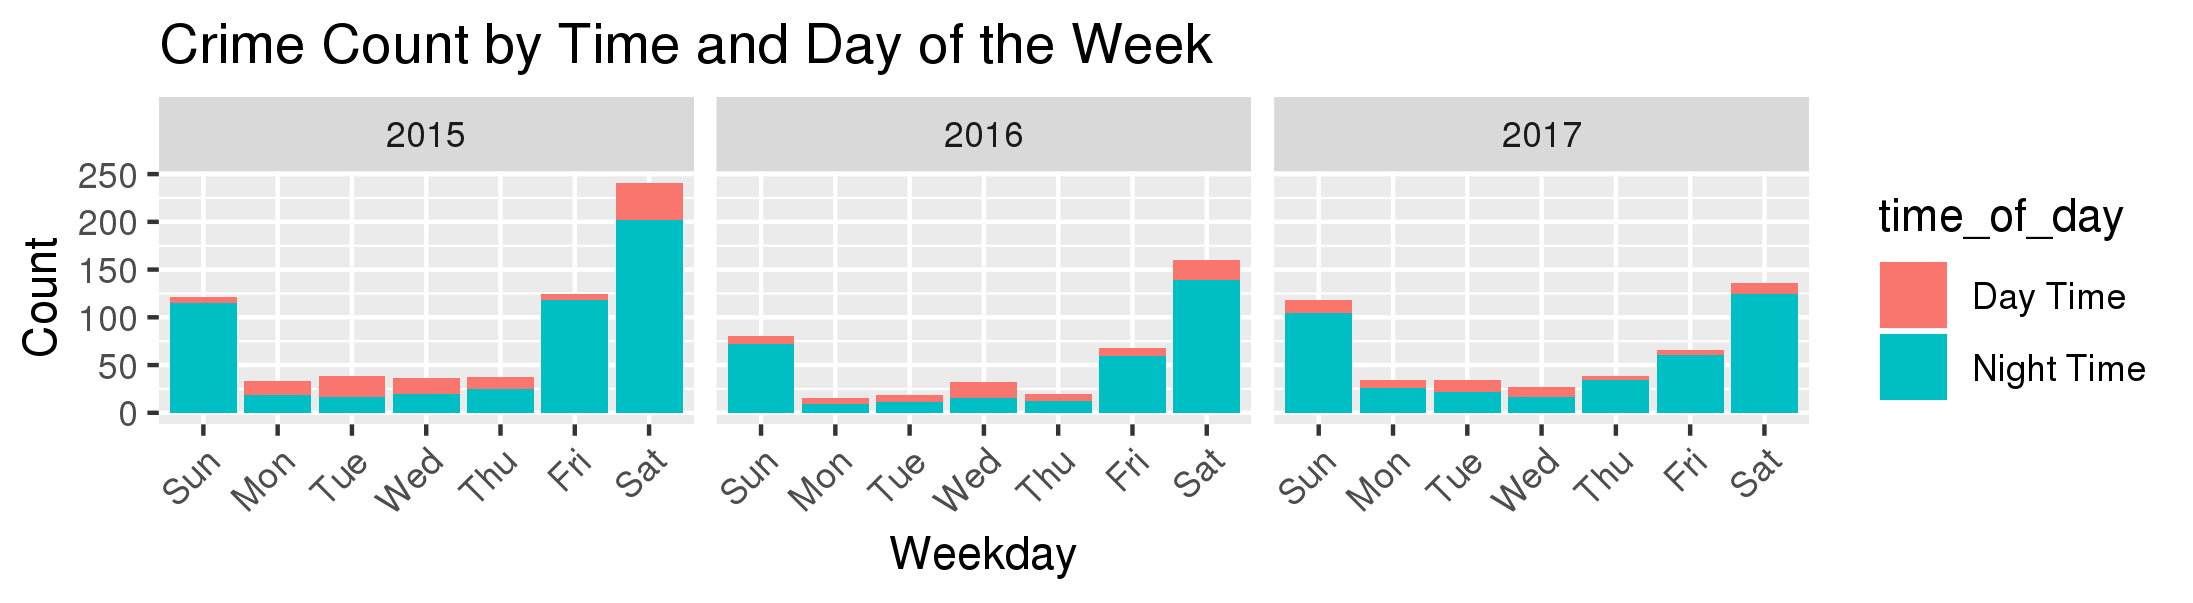 Crime Count by Time and Day of the Week
2015 2016 2017
250
200
150
100
50
0
Count
Sun Mon Tue Wed Thu Fri Sat Sun Mon Tue Wed Thu Fri Sat Sun Mon Tue Wed Thu Fri Sat
Weekday
time_of_day
Day Time
Night Time